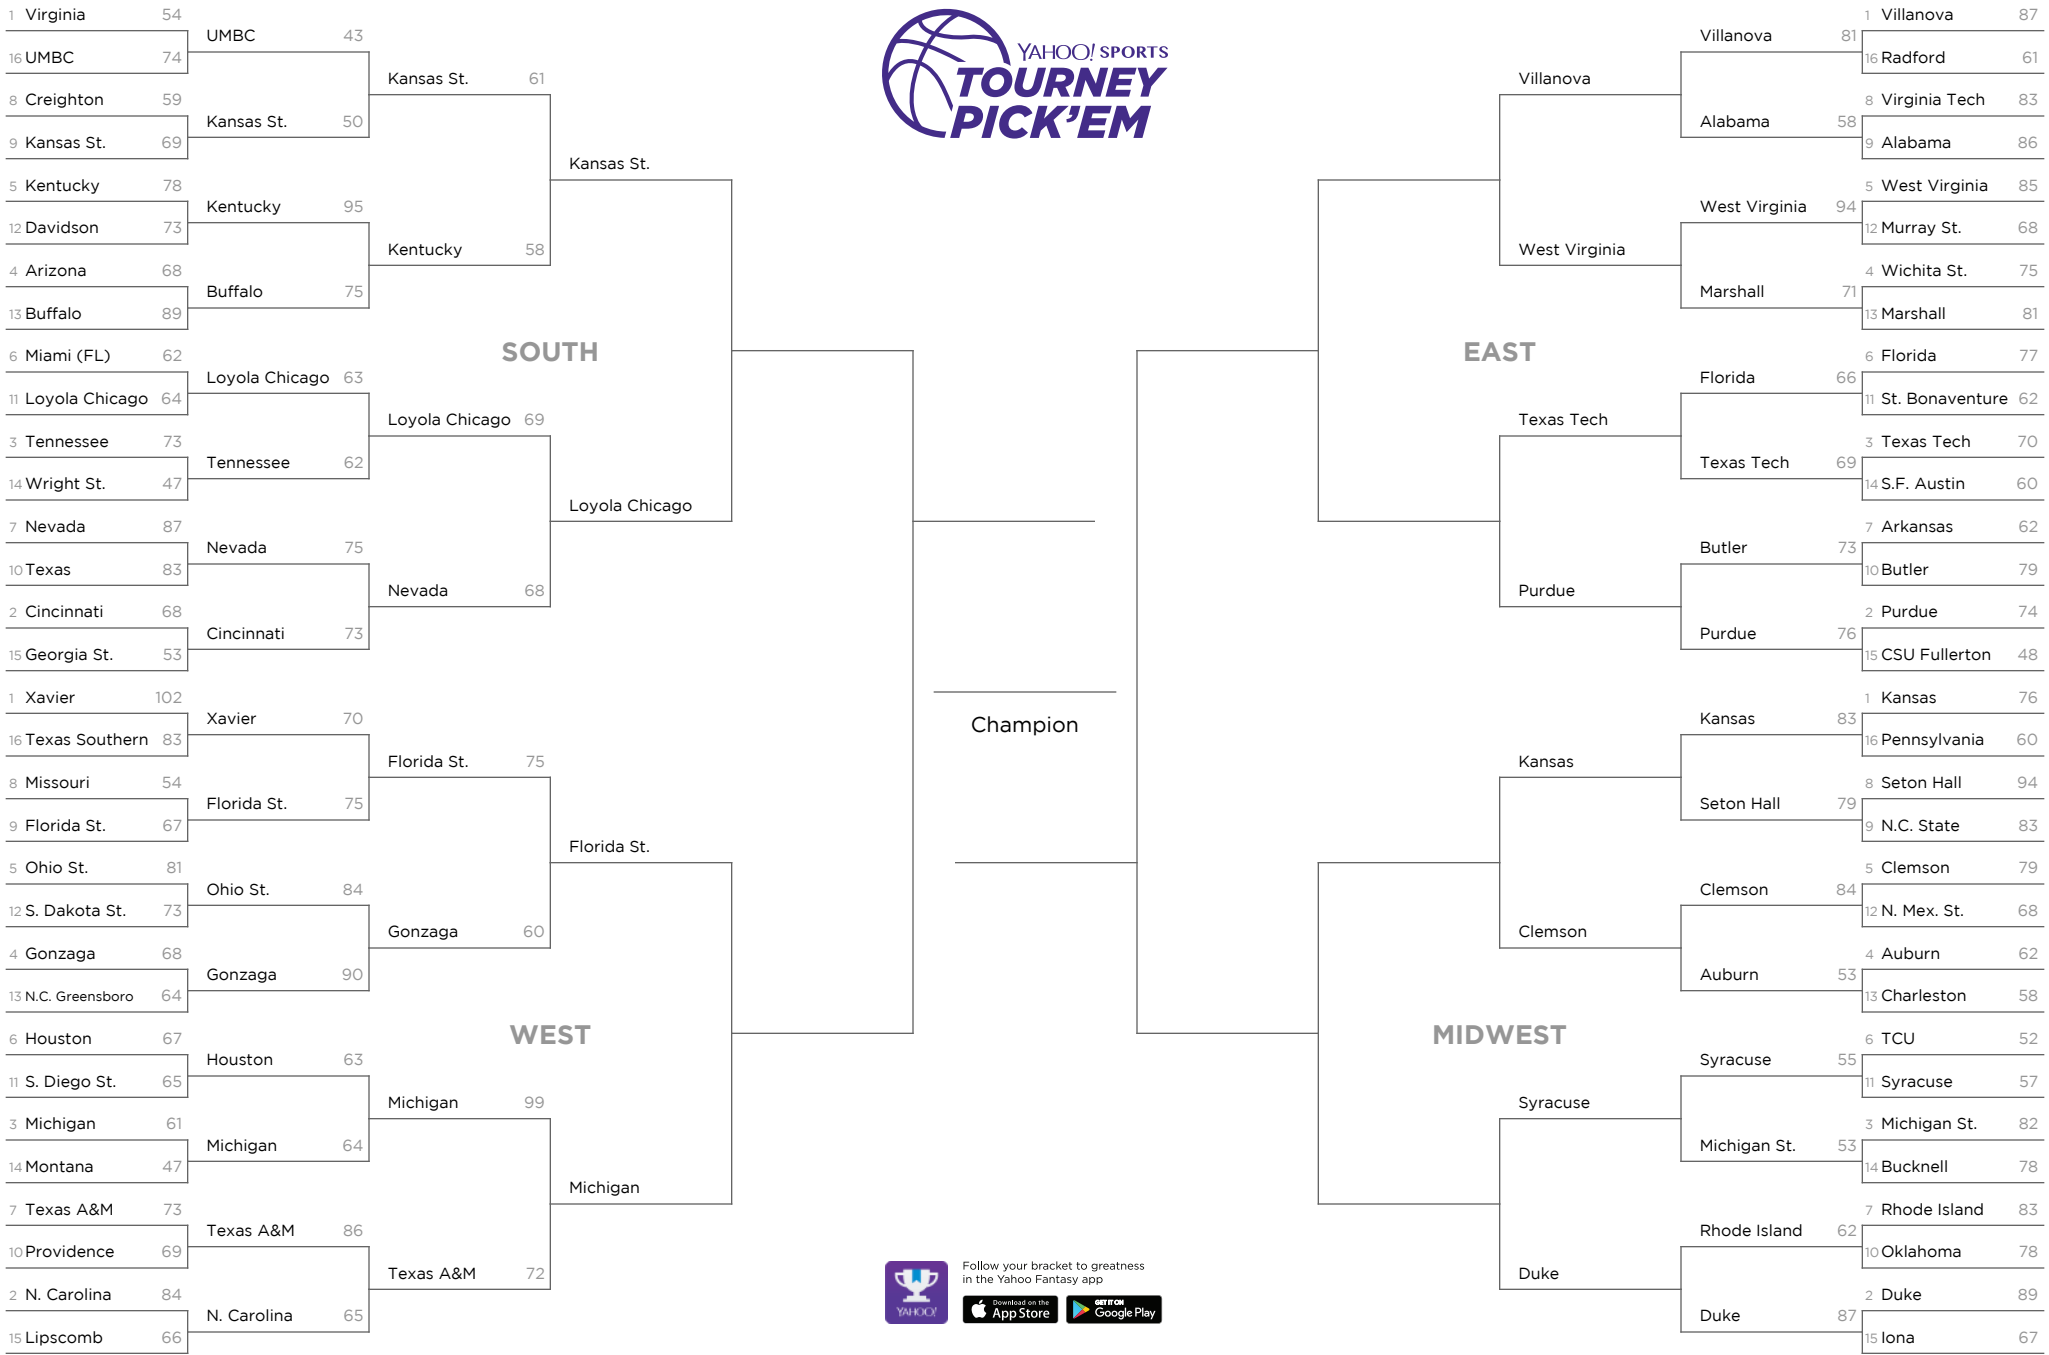 YAHOO! SPORTS
TOURNEY
PICK'EM
1 Virginia 54
16 UMBC 74
8 Creighton 59
9 Kansas St. 69
5 Kentucky 78
12 Davidson 73
4 Arizona 68
13 Buffalo 89
6 Miami (FL) 62
11 Loyola Chicago 64
3 Tennessee 73
14 Wright St. 47
7 Nevada 87
10 Texas 83
2 Cincinnati 68
15 Georgia St. 53
1 Xavier 102
16 Texas Southern 83
8 Missouri 54
9 Florida St. 67
5 Ohio St. 81
12 S. Dakota St. 73
4 Gonzaga 68
13 N.C. Greensboro 64
6 Houston 67
11 S. Diego St. 65
3 Michigan 61
14 Montana 47
7 Texas A&M 73
10 Providence 69
2 N. Carolina 84
15 Lipscomb 66
UMBC 43
Kansas St. 50
Kentucky 95
Buffalo 75
Loyola Chicago 63
Tennessee 62
Nevada 75
Cincinnati 73
Xavier 70
Florida St. 75
Ohio St. 84
Gonzaga 90
Houston 63
Michigan 64
Texas A&M 86
N. Carolina 65
Kansas St. 61
Kentucky 58
Loyola Chicago 69
Nevada 68
Florida St. 75
Gonzaga 60
Michigan 99
Texas A&M 72
Kansas St.
SOUTH
Loyola Chicago
Florida St.
WEST
Michigan
Champion
Villanova
West Virginia
EAST
Texas Tech
Purdue
Kansas
Clemson
MIDWEST
Syracuse
Duke
Villanova 81
Alabama 58
West Virginia 94
Marshall 71
Florida 66
Texas Tech 69
Butler 73
Purdue 76
Kansas 83
Seton Hall 79
Clemson 84
Auburn 53
Syracuse 55
Michigan St. 53
Rhode Island 62
Duke 87
1 Villanova 87
16 Radford 61
8 Virginia Tech 83
9 Alabama 86
5 West Virginia 85
12 Murray St. 68
4 Wichita St. 75
13 Marshall 81
6 Florida 77
11 St. Bonaventure 62
3 Texas Tech 70
14 S.F. Austin 60
7 Arkansas 62
10 Butler 79
2 Purdue 74
15 CSU Fullerton 48
1 Kansas 76
16 Pennsylvania 60
8 Seton Hall 94
9 N.C. State 83
5 Clemson 79
12 N. Mex. St. 68
4 Auburn 62
13 Charleston 58
6 TCU 52
11 Syracuse 57
3 Michigan St. 82
14 Bucknell 78
7 Rhode Island 83
10 Oklahoma 78
2 Duke 89
15 Iona 67
YAHOO!
Follow your bracket to greatness
in the Yahoo Fantasy app
Download on the
App Store
GET IT ON
Google Play